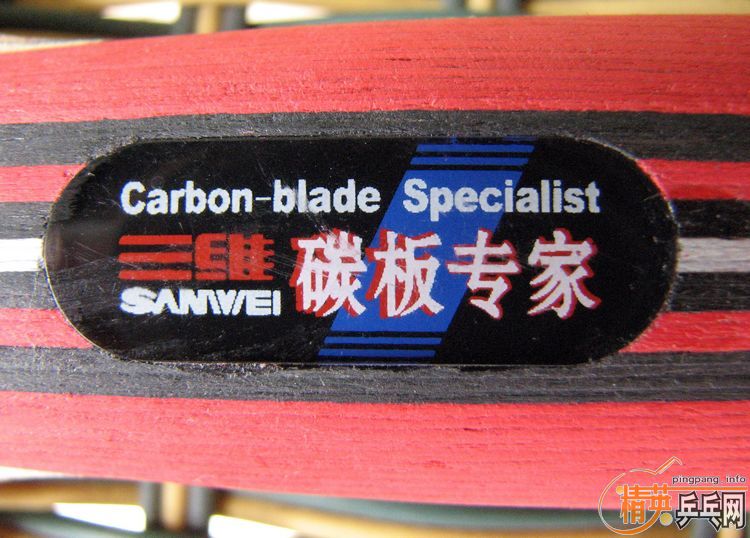 Carbon-blade Specialist
三维 碳板专家
SANWEI
pingpang.info
精英乒乓网